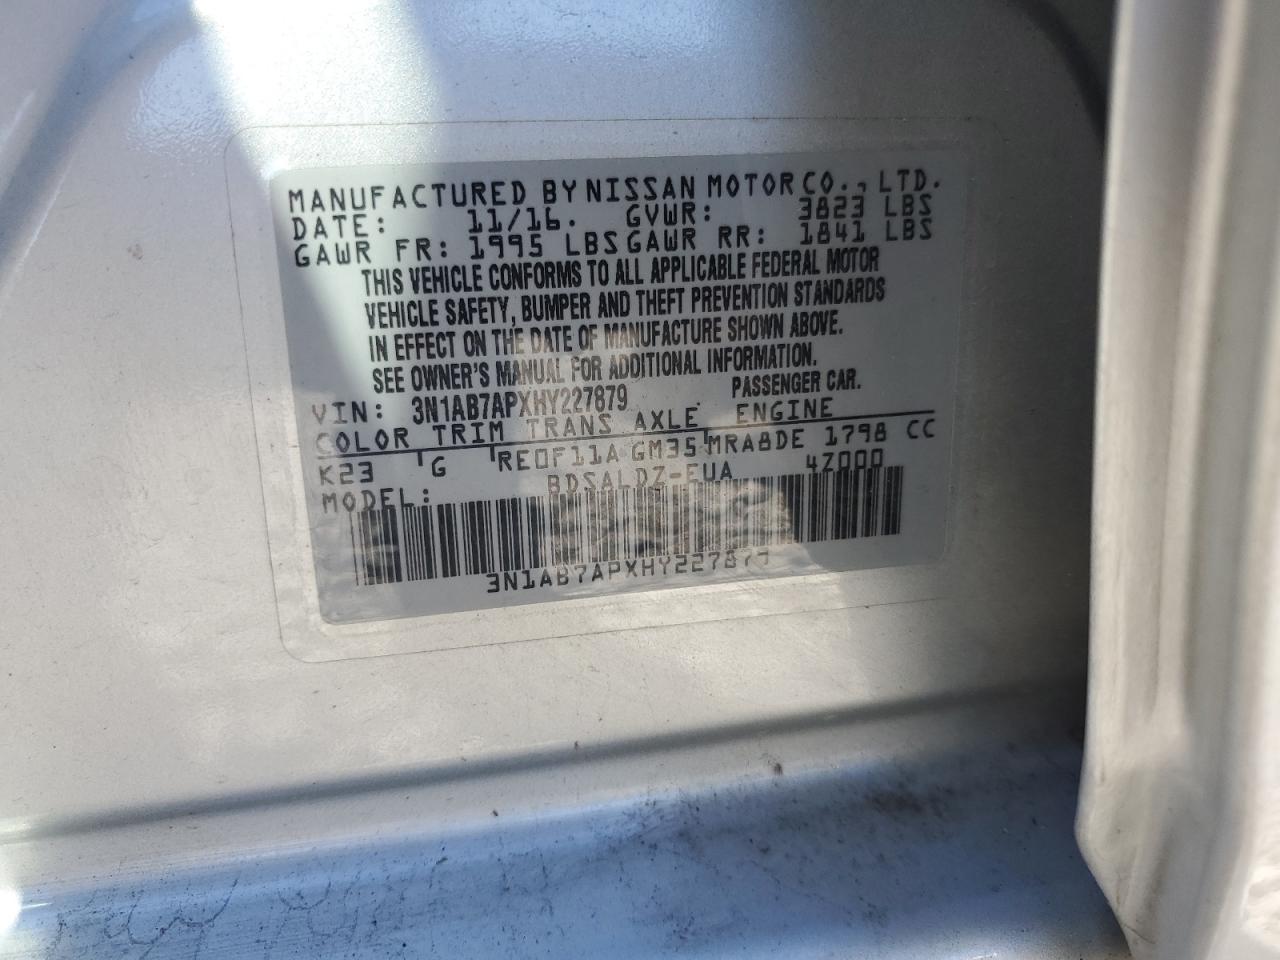 MANUFACTURED BY NISSAN MOTOR CO., LTD.
DATE: 11/16. GVWR: 3823 LBS
GAWR FR: 1995 LBS GAWR RR: 1841 LBS
THIS VEHICLE CONFORMS TO ALL APPLICABLE FEDERAL MOTOR
VEHICLE SAFETY, BUMPER AND THEFT PREVENTION STANDARDS
IN EFFECT ON THE DATE OF MANUFACTURE SHOWN ABOVE.
SEE OWNER'S MANUAL FOR ADDITIONAL INFORMATION.
VIN: 3N1AB7APXHY227879 PASSENGER CAR.
COLOR TRIM TRANS AXLE ENGINE
K23 G RE0F11A GM35 MRA8DE 1798 CC
MODEL: BDSALDZ-EUA 4Z000
3N1AB7APXHY227879